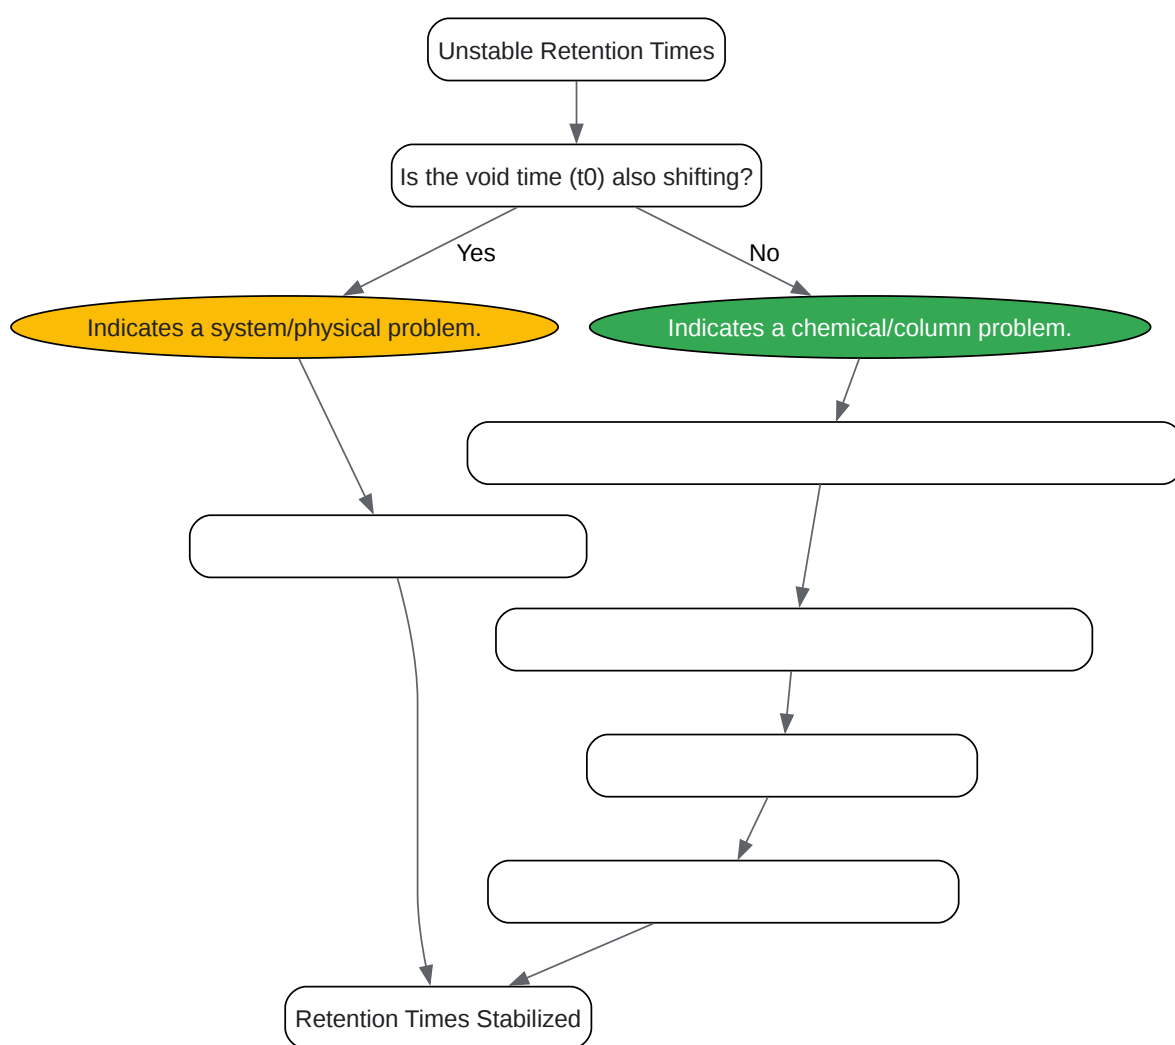 Unstable Retention Times
Is the void time (t0) also shifting?
Yes
No
Indicates a system/physical problem.
Indicates a chemical/column problem.
Retention Times Stabilized